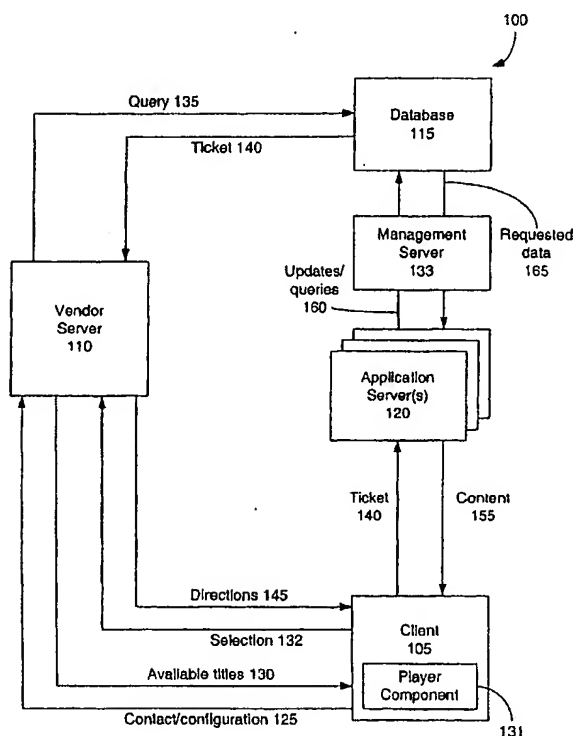 100
Query 135
Database
115
Ticket 140
Management
Server
133
Requested
data
165
Updates/
queries
160
Vendor
Server
110
Application
Server(s)
120
Ticket
140
Content
155
Directions 145
Client
105
Selection 132
Available titles 130
Player
Component
Contact/configuration 125
131